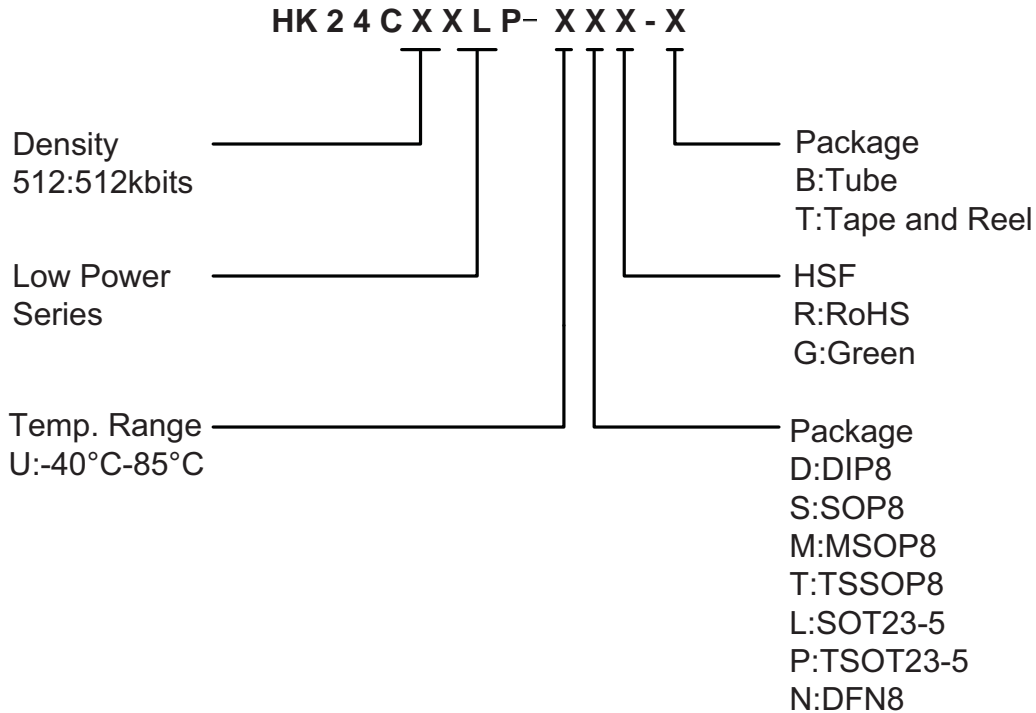 HK24CXXLP- XXX-X
Density
512:512kbits
Low Power
Series
Temp. Range
U:-40°C-85°C
Package
B:Tube
T:Tape and Reel
HSF
R:RoHS
G:Green
Package
D:DIP8
S:SOP8
M:MSOP8
T:TSSOP8
L:SOT23-5
P:TSOT23-5
N:DFN8